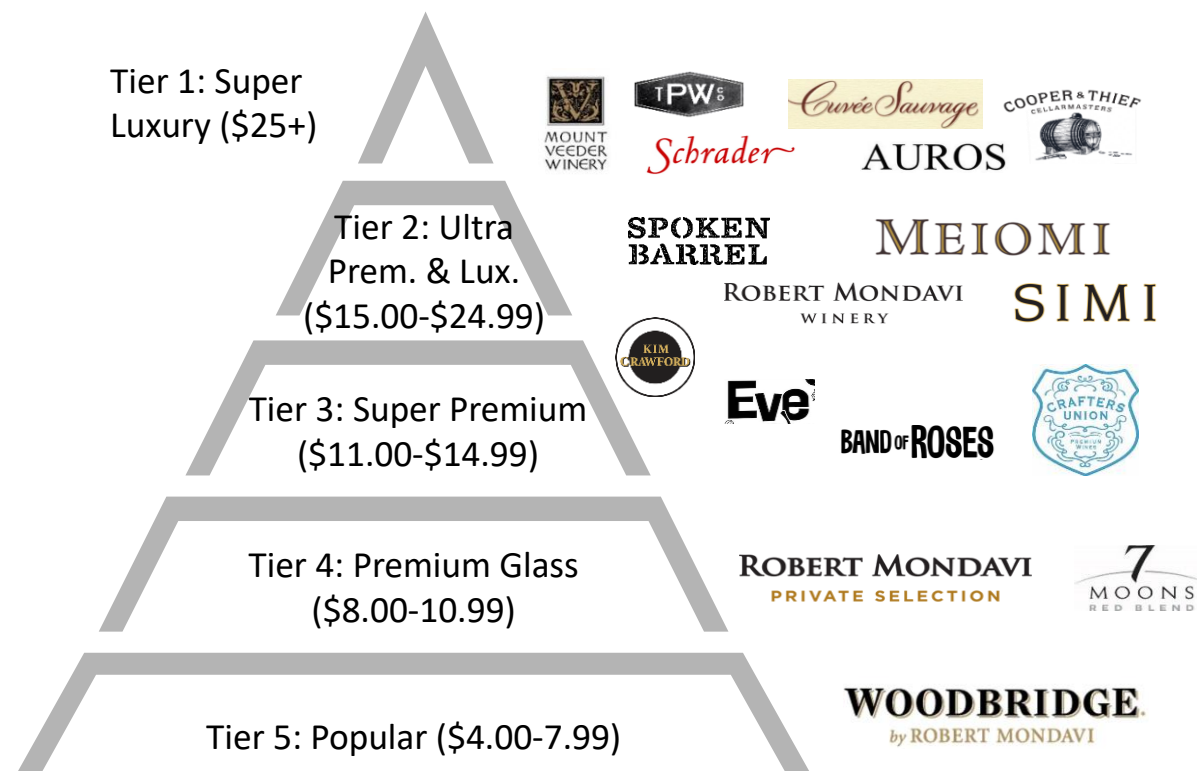 Tier 1: Super
Luxury ($25+)
MOUNT
VEEDER
WINERY
TPWCo
Cuvée Sauvage
COOPER & THIEF
CELLARMASTERS
Schrader
AUROS
Tier 2: Ultra
Prem. & Lux.
($15.00-$24.99)
SPOKEN
BARREL
MEIOMI
ROBERT MONDAVI
WINERY
SIMI
KIM
CRAWFORD
Tier 3: Super Premium
($11.00-$14.99)
Eve
BAND OF ROSES
CRAFTERS
UNION
PREMIUM
WINES
Tier 4: Premium Glass
($8.00-10.99)
ROBERT MONDAVI
PRIVATE SELECTION
7
MOONS
RED BLEND
Tier 5: Popular ($4.00-7.99)
WOODBRIDGE
by ROBERT MONDAVI